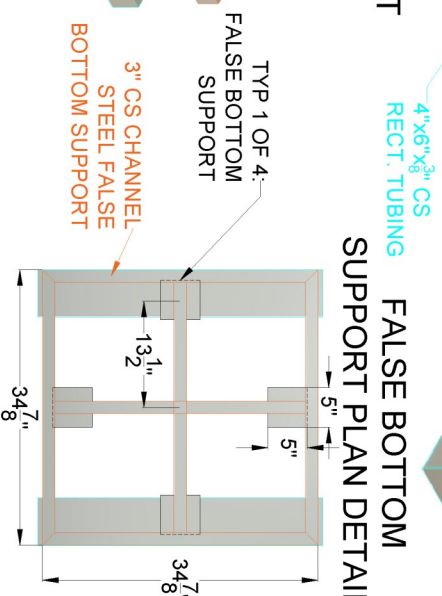 T
4"x6"x3/8" CS
RECT. TUBING
FALSE BOTTOM
SUPPORT PLAN DETAIL
TYP 1 OF 4:
FALSE BOTTOM
SUPPORT
3" CS CHANNEL
STEEL FALSE
BOTTOM SUPPORT
13 1/2"
5"
5"
34 7/8"
34 7/8"